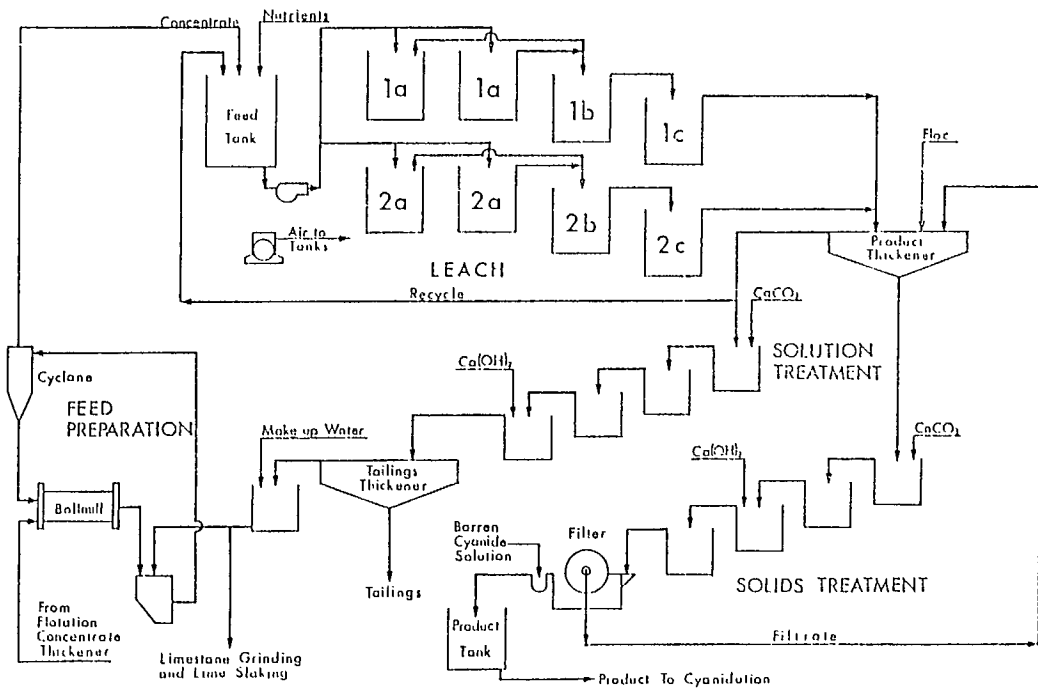 Concentrate
Nutrients
Feed
Tank
1a
1a
1b
1c
2a
2a
2b
2c
Air to
Tanks
LEACH
Floc
Product
Thickener
Recycle
CaCO₃
SOLUTION
TREATMENT
Ca(OH)₂
Cyclone
FEED
PREPARATION
Make up Water
Tailings
Thickener
Ballmill
Tailings
From
Flotation
Concentrate
Thickener
Limestone Grinding
and Lime Slaking
CaCO₃
Ca(OH)₂
Barren
Cyanide
Solution
Filter
SOLIDS TREATMENT
Product
Tank
Filtrate
Product To Cyanidation